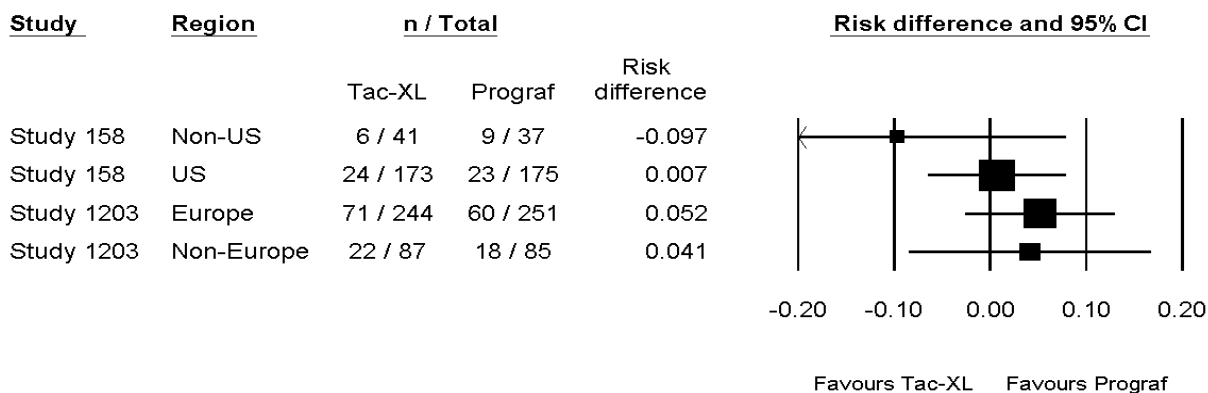 Study Region n / Total Risk difference and 95% CI
Risk
Tac-XL Prograf difference
Study 158 Non-US 6 / 41 9 / 37 -0.097
Study 158 US 24 / 173 23 / 175 0.007
Study 1203 Europe 71 / 244 60 / 251 0.052
Study 1203 Non-Europe 22 / 87 18 / 85 0.041
-0.20 -0.10 0.00 0.10 0.20
Favours Tac-XL Favours Prograf